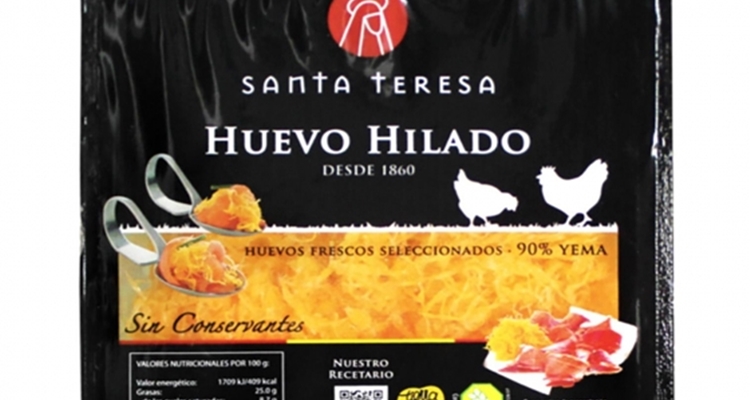 SANTA TERESA
HUEVO HILADO
DESDE 1860
HUEVOS FRESCOS SELECCIONADOS - 90% YEMA
Sin Conservantes
VALORES NUTRICIONALES POR 100 g:
Valor energético: 1709 kJ/409 kcal
Grasas: 25.0 g
NUESTRO
RECETARIO